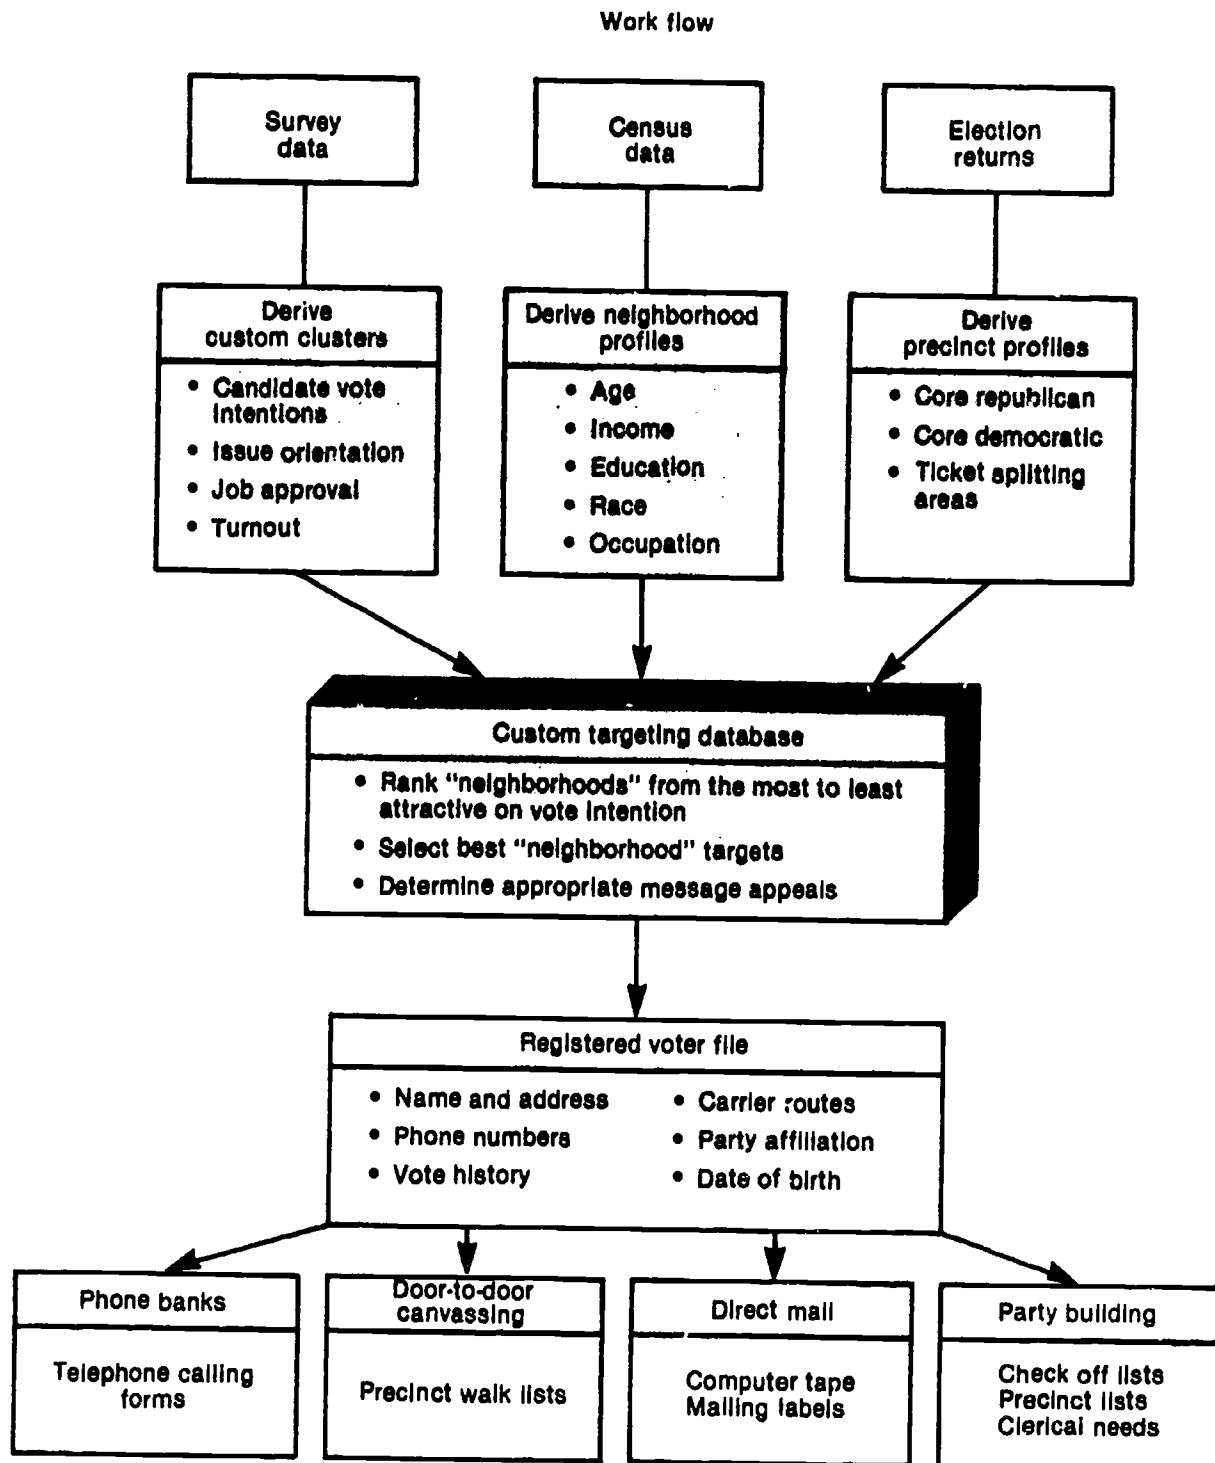 Work flow
Survey
data
Census
data
Election
returns
Derive
custom clusters
• Candidate vote
intentions
• Issue orientation
• Job approval
• Turnout
Derive neighborhood
profiles
• Age
• Income
• Education
• Race
• Occupation
Derive
precinct profiles
• Core republican
• Core democratic
• Ticket splitting
areas
Custom targeting database
• Rank "neighborhoods" from the most to least
attractive on vote intention
• Select best "neighborhood" targets
• Determine appropriate message appeals
Registered voter file
• Name and address
• Phone numbers
• Vote history
• Carrier routes
• Party affiliation
• Date of birth
Phone banks
Telephone calling
forms
Door-to-door
canvassing
Precinct walk lists
Direct mail
Computer tape
Mailing labels
Party building
Check off lists
Precinct lists
Clerical needs